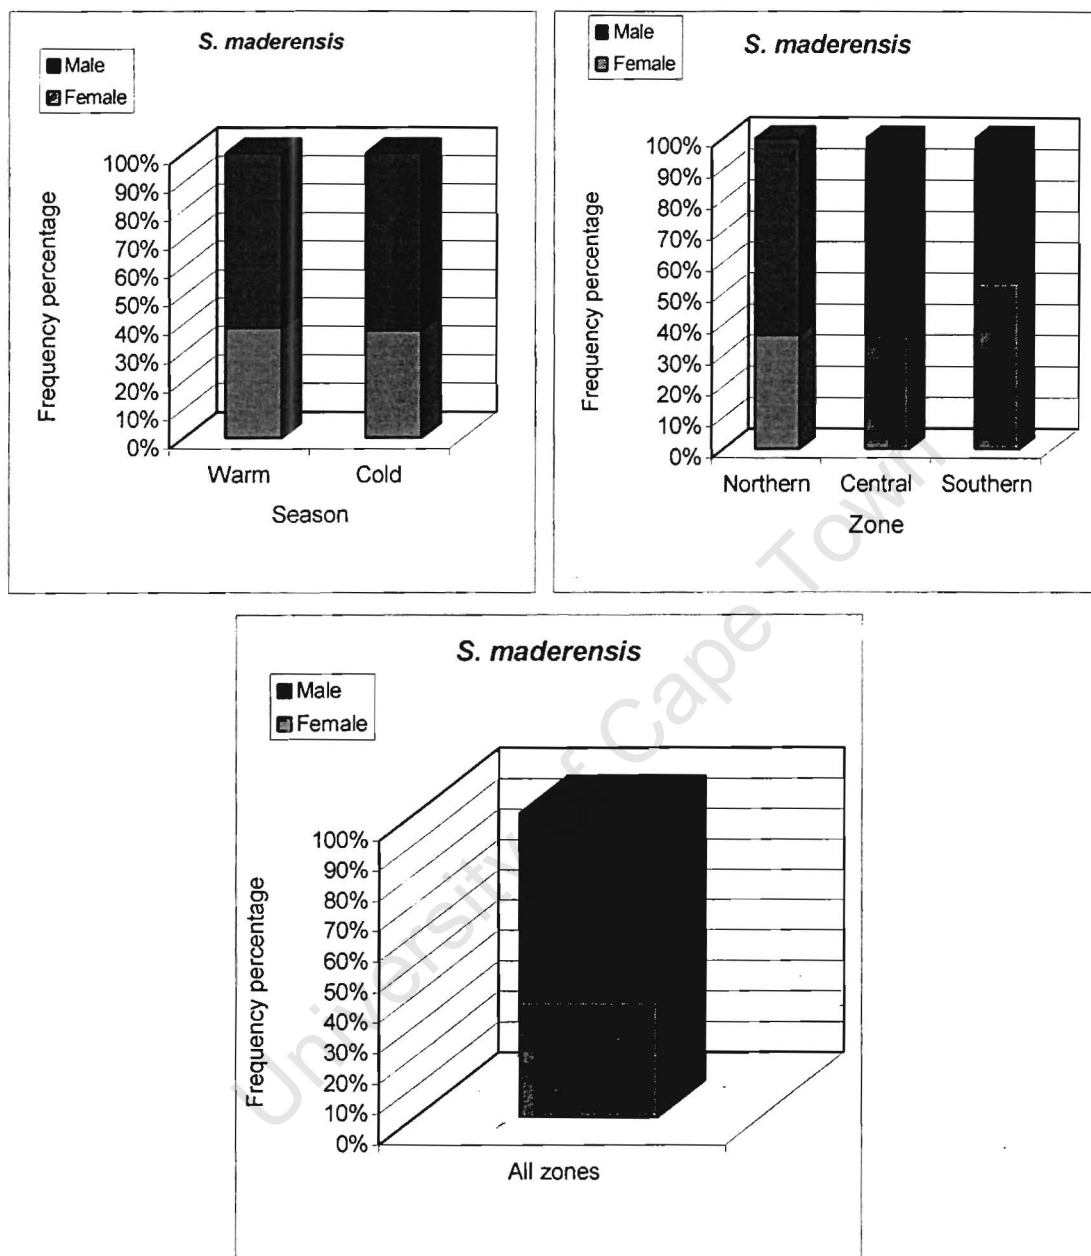 S. maderensis
Male
Female
Frequency percentage
100%
90%
80%
70%
60%
50%
40%
30%
20%
10%
0%
Warm
Cold
Season
S. maderensis
Male
Female
Frequency percentage
100%
90%
80%
70%
60%
50%
40%
30%
20%
10%
0%
Northern
Central
Southern
Zone
S. maderensis
Male
Female
Frequency percentage
100%
90%
80%
70%
60%
50%
40%
30%
20%
10%
0%
All zones
University of Cape Town